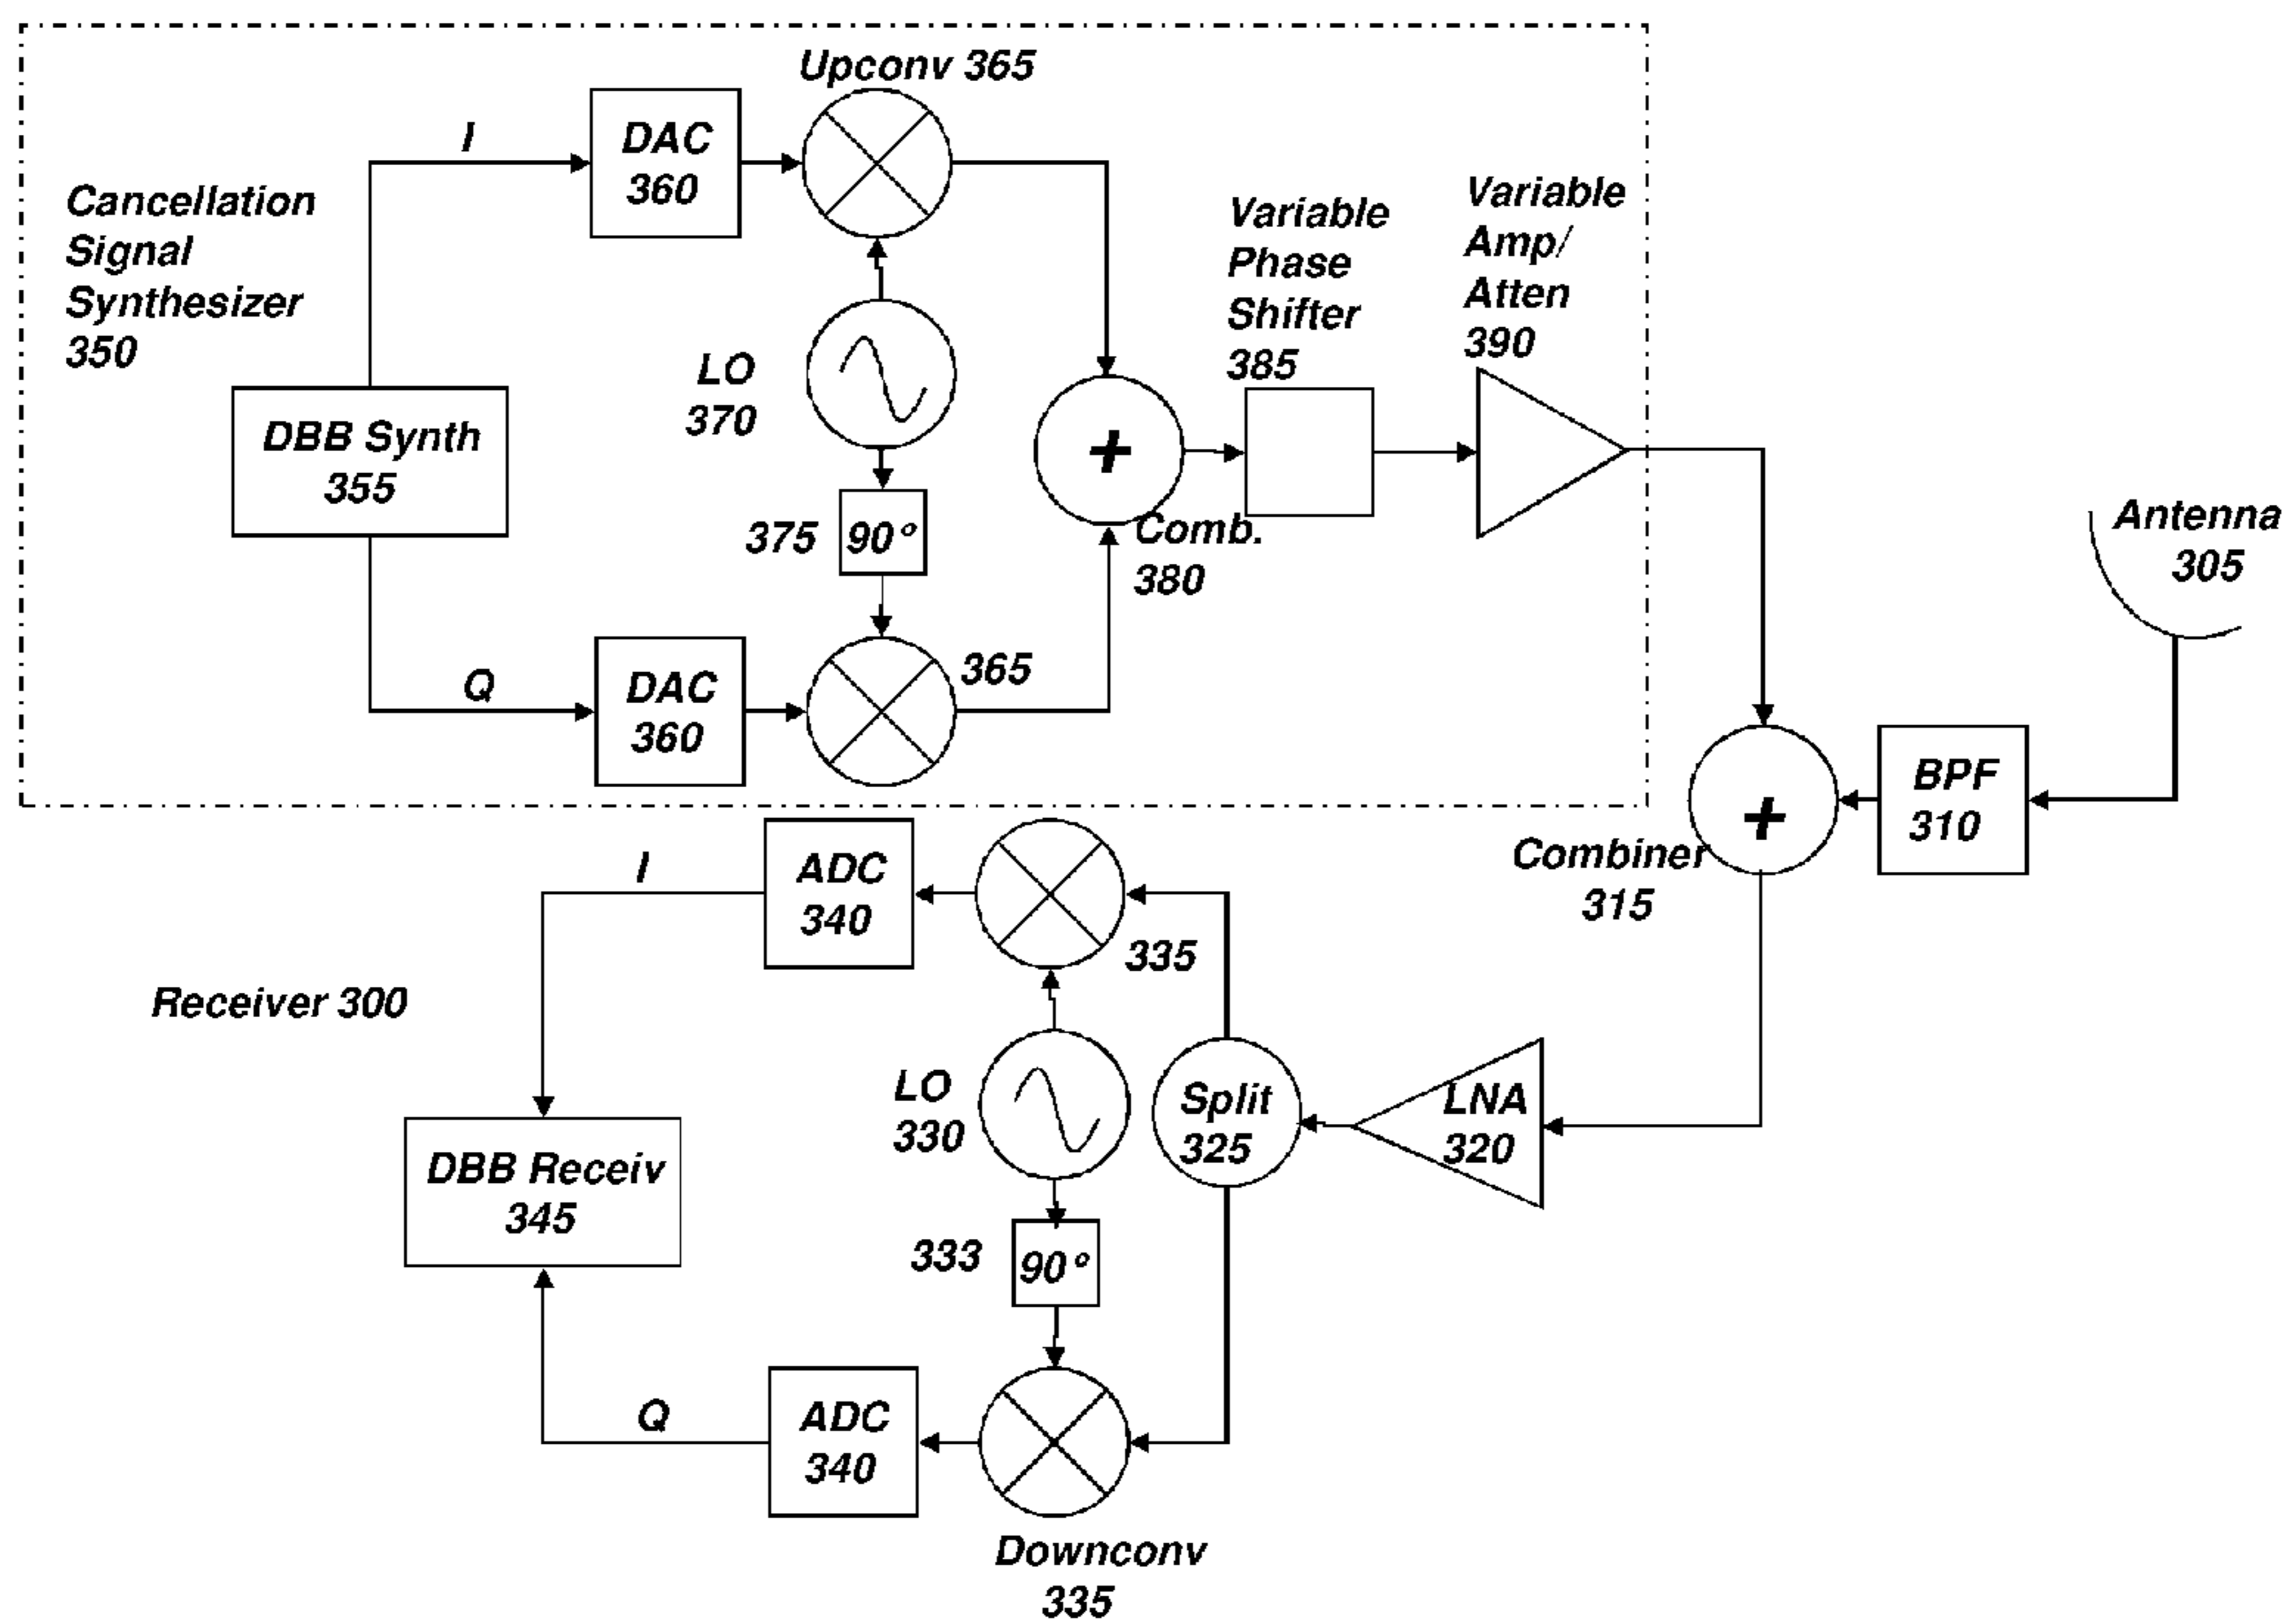 Upconv 365
I
DAC
360
Cancellation
Signal
Synthesizer
350
Variable
Phase
Shifter
385
Variable
Amp/
Atten
390
LO
370
DBB Synth
355
+
Comb.
380
375
90°
Antenna
305
Q
DAC
360
365
BPF
310
+
Combiner
315
I
ADC
340
335
Receiver 300
LO
330
Split
325
LNA
320
DBB Receiv
345
333
90°
Q
ADC
340
Downconv
335